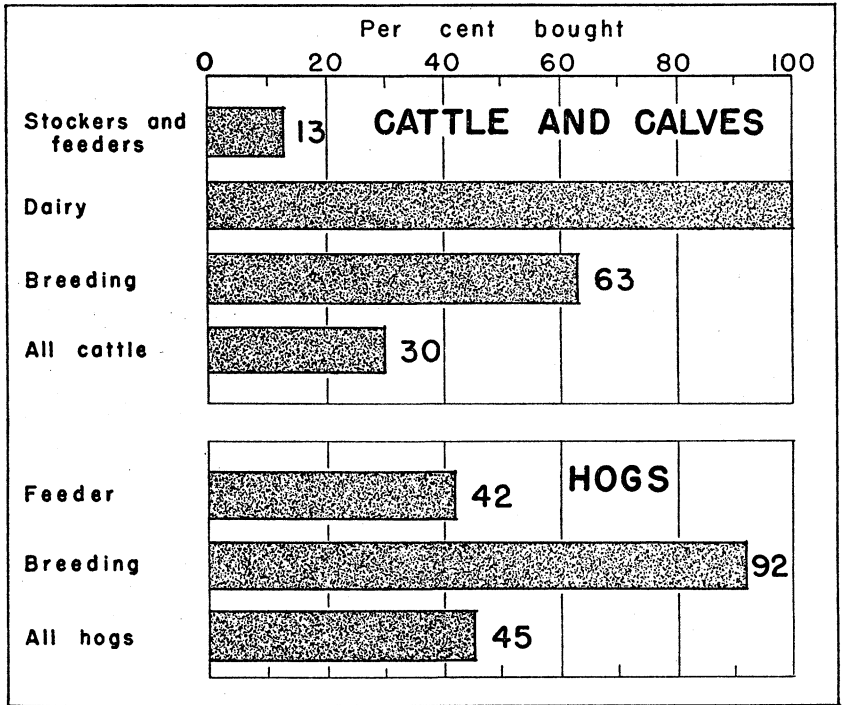 Per cent bought
0 20 40 60 80 100
CATTLE AND CALVES
Stockers and
feeders
13
Dairy
Breeding
63
All cattle
30
HOGS
Feeder
42
Breeding
92
All hogs
45